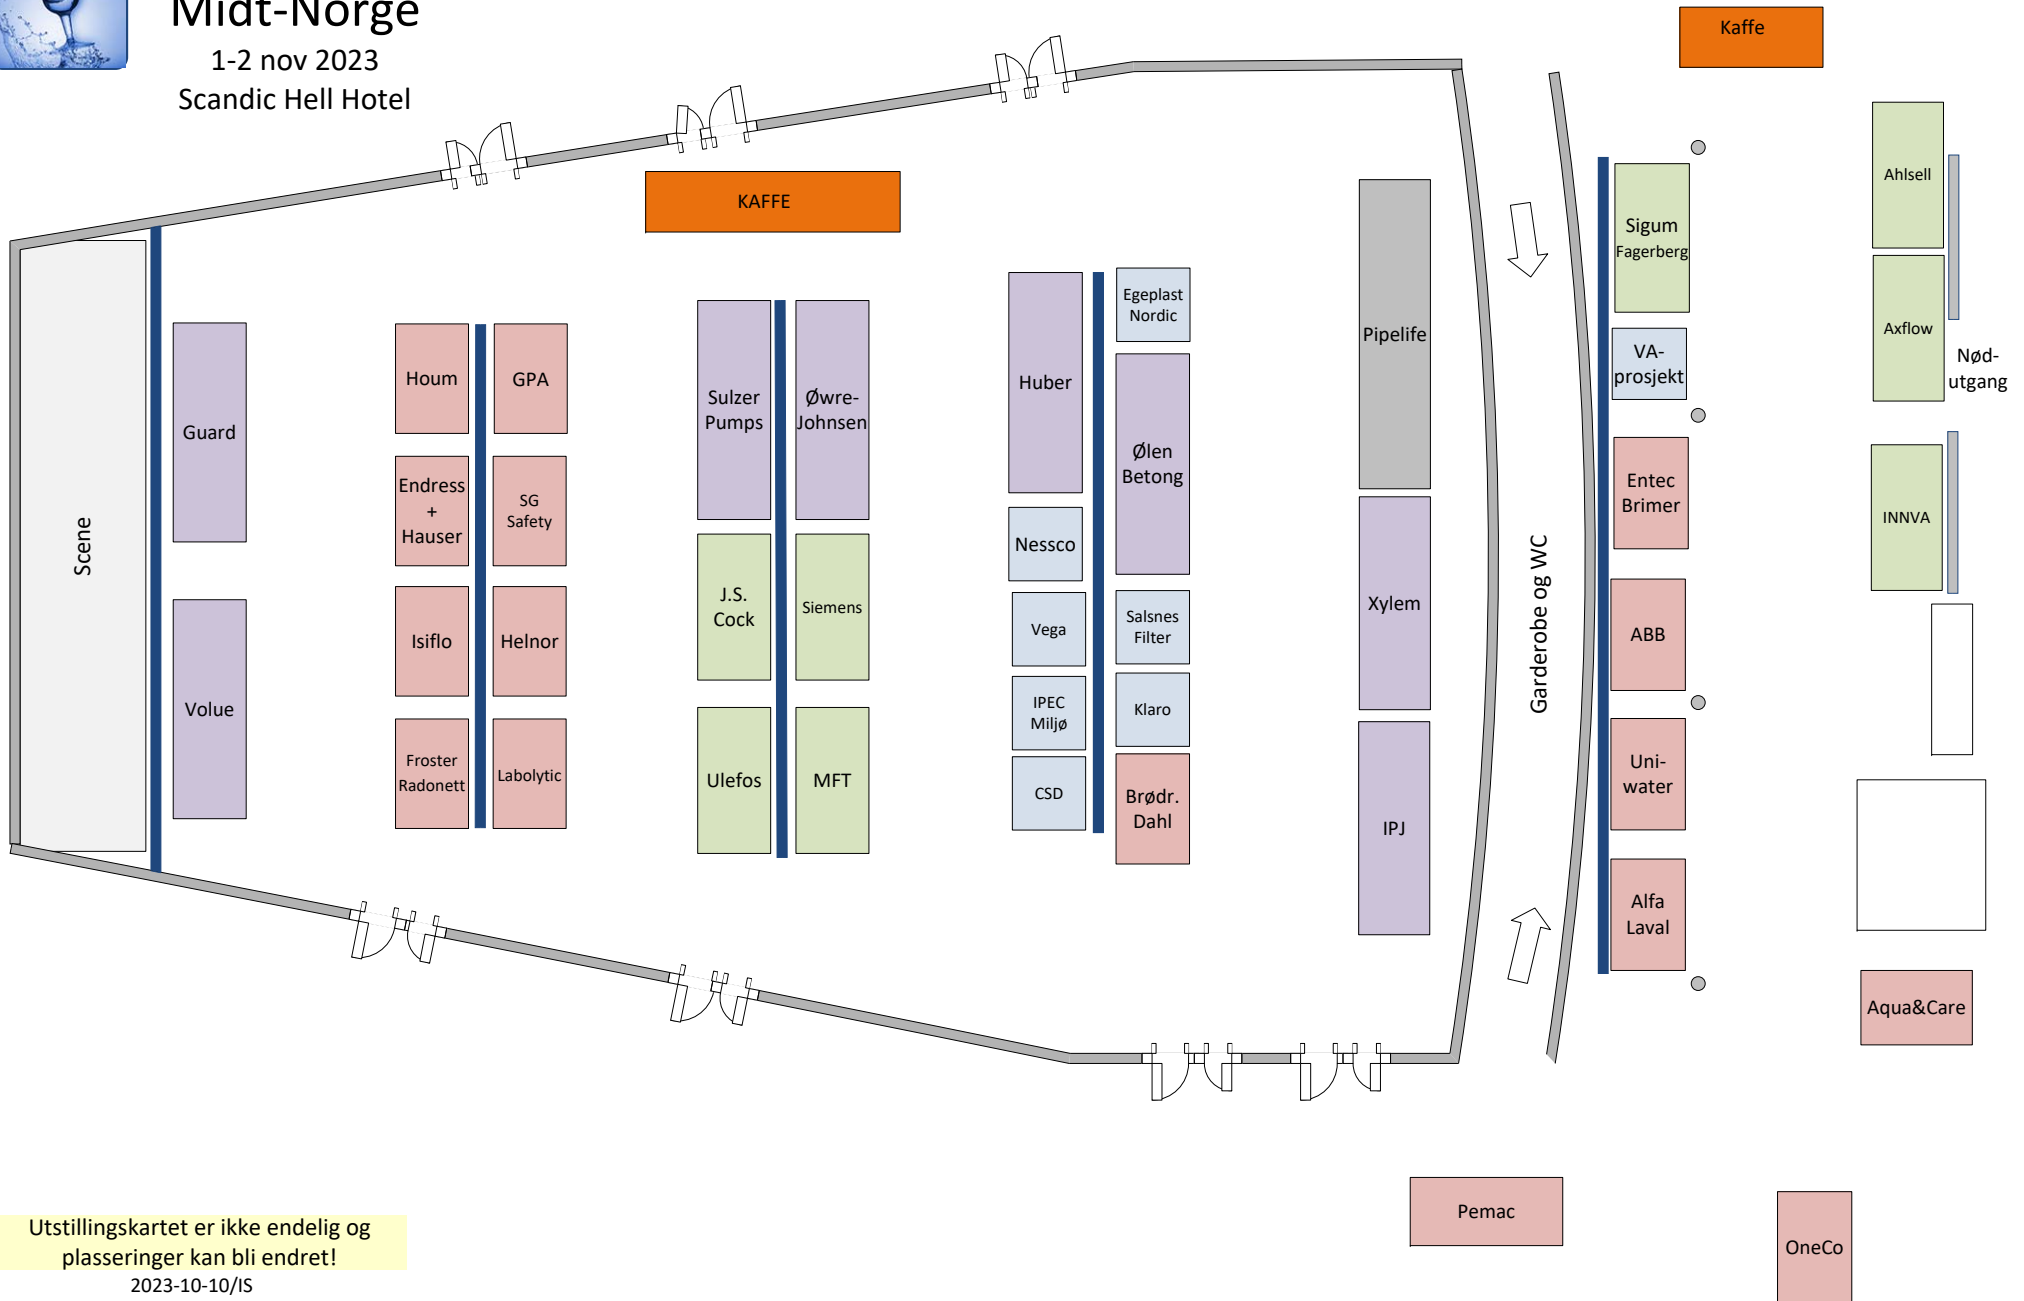 Midt-Norge
1-2 nov 2023
Scandic Hell Hotel
Kaffe
KAFFE
Scene
Guard
Volue
Houm
GPA
Endress
+
Hauser
SG
Safety
Isiflo
Helnor
Froster
Radonett
Labolytic
Sulzer
Pumps
Øwre-
Johnsen
J.S.
Cock
Siemens
Ulefos
MFT
Huber
Egeplast
Nordic
Ølen
Betong
Nessco
Vega
Salsnes
Filter
IPEC
Miljø
Klaro
CSD
Brødr.
Dahl
Pipelife
Xylem
IPJ
Garderobe og WC
Sigum
Fagerberg
VA-
prosjekt
Entec
Brimer
ABB
Uni-
water
Alfa
Laval
Ahlsell
Axflow
Nød-
utgang
INNVA
Aqua&Care
Pemac
OneCo
Utstillingskartet er ikke endelig og
plasseringer kan bli endret!
2023-10-10/IS